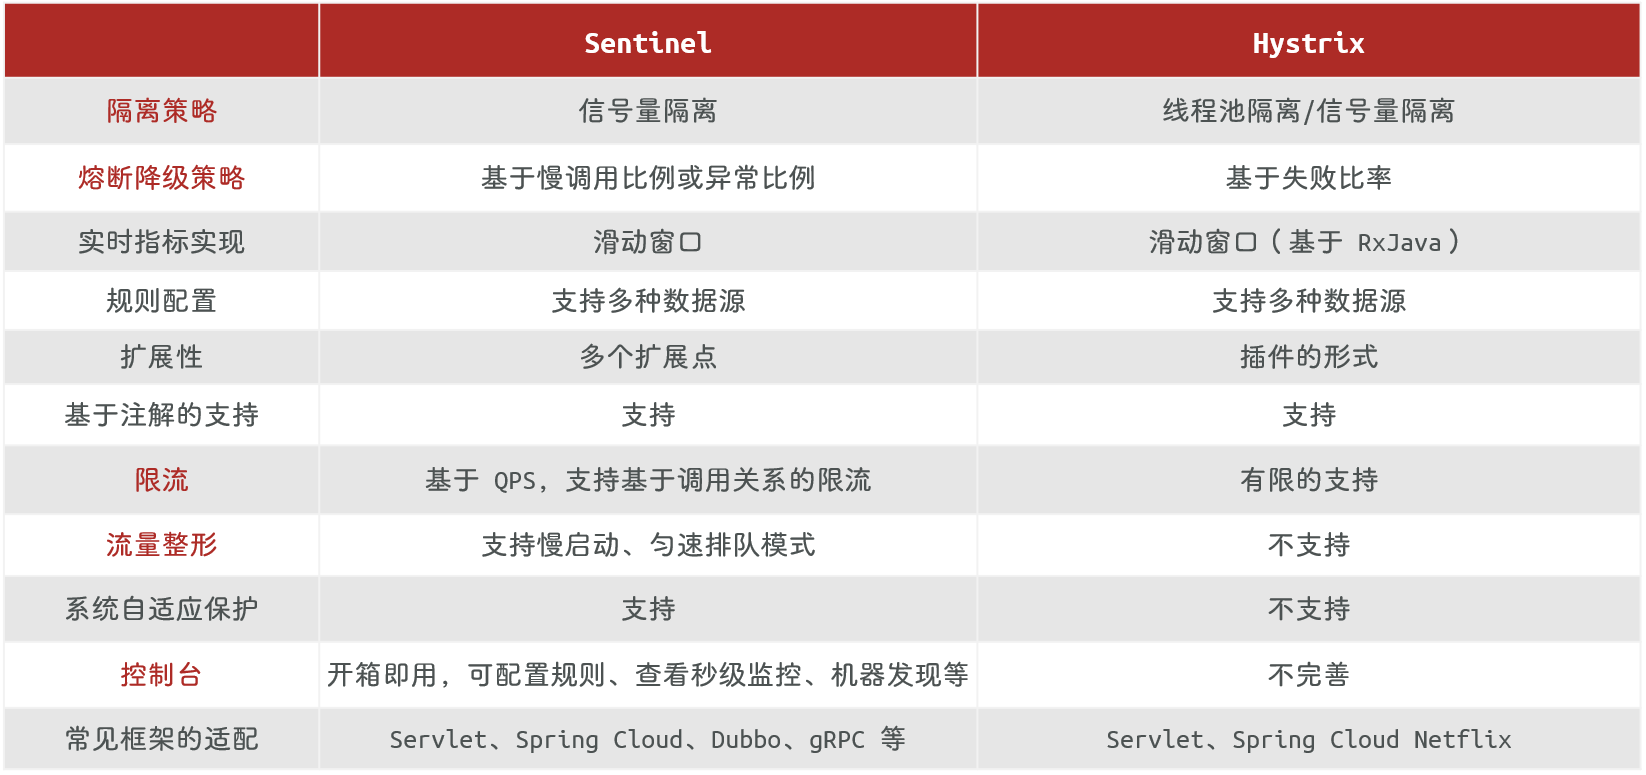 Sentinel Hystrix
隔离策略 信号量隔离 线程池隔离/信号量隔离
熔断降级策略 基于慢调用比例或异常比例 基于失败比率
实时指标实现 滑动窗口 滑动窗口（基于 RxJava）
规则配置 支持多种数据源 支持多种数据源
扩展性 多个扩展点 插件的形式
基于注解的支持 支持 支持
限流 基于 QPS，支持基于调用关系的限流 有限的支持
流量整形 支持慢启动、匀速排队模式 不支持
系统自适应保护 支持 不支持
控制台 开箱即用，可配置规则、查看秒级监控、机器发现等 不完善
常见框架的适配 Servlet、Spring Cloud、Dubbo、gRPC 等 Servlet、Spring Cloud Netflix